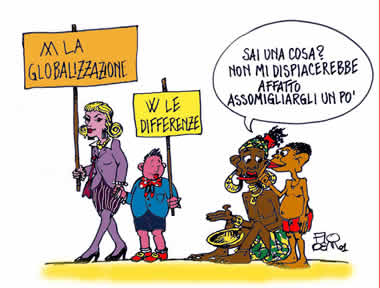 ʍ LA
GLOBALIZZAZIONE
W LE
DIFFERENZE
SAI UNA COSA?
NON MI DISPIACEREBBE
AFFATTO
ASSOMIGLIARGLI UN PO'